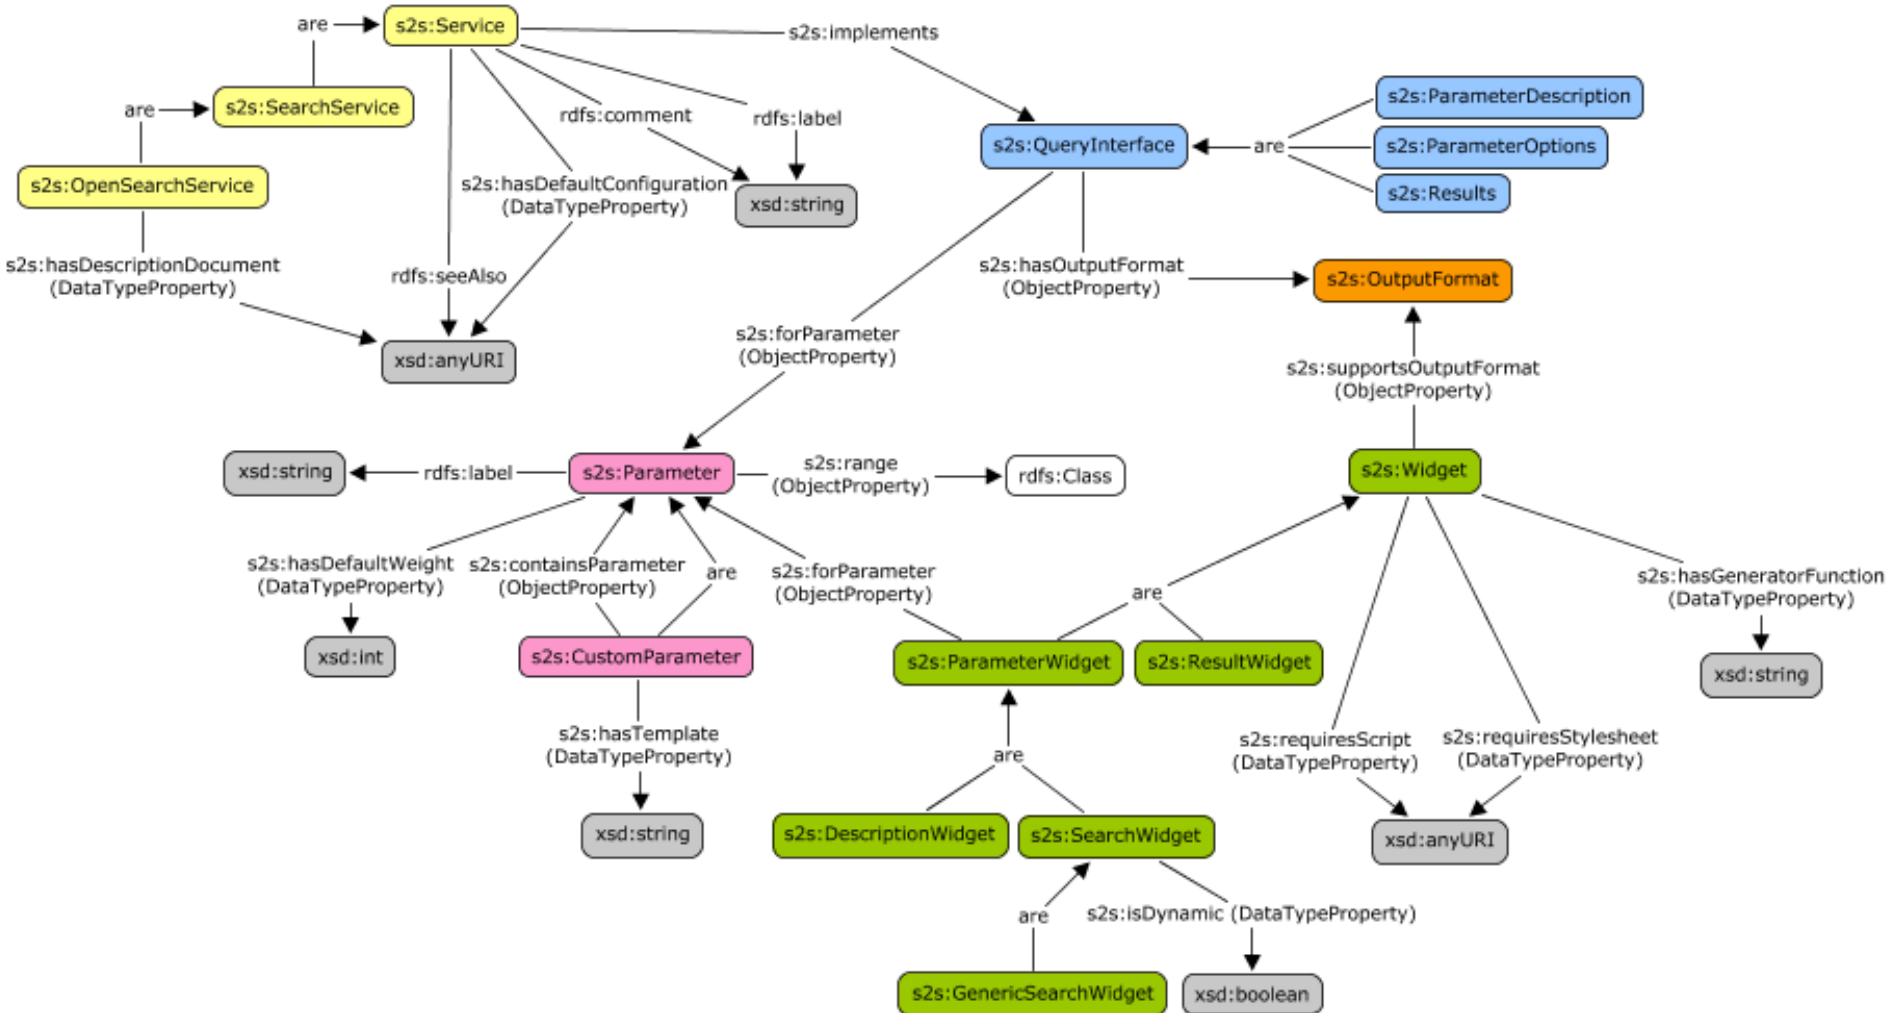 are
s2s:Service
s2s:implements
s2s:SearchService
are
rdfs:comment
rdfs:label
s2s:ParameterDescription
s2s:QueryInterface
are
s2s:ParameterOptions
s2s:OpenSearchService
s2s:hasDefaultConfiguration
(DataTypeProperty)
xsd:string
s2s:Results
s2s:hasDescriptionDocument
(DataTypeProperty)
rdfs:seeAlso
s2s:hasOutputFormat
(ObjectProperty)
s2s:OutputFormat
xsd:anyURI
s2s:forParameter
(ObjectProperty)
s2s:supportsOutputFormat
(ObjectProperty)
xsd:string
rdfs:label
s2s:Parameter
s2s:range
(ObjectProperty)
rdfs:Class
s2s:Widget
s2s:hasDefaultWeight
(DataTypeProperty)
s2s:containsParameter
(ObjectProperty)
are
s2s:forParameter
(ObjectProperty)
are
s2s:hasGeneratorFunction
(DataTypeProperty)
xsd:int
s2s:CustomParameter
s2s:ParameterWidget
s2s:ResultWidget
xsd:string
s2s:hasTemplate
(DataTypeProperty)
are
s2s:requiresScript
(DataTypeProperty)
s2s:requiresStylesheet
(DataTypeProperty)
xsd:string
s2s:DescriptionWidget
s2s:SearchWidget
xsd:anyURI
are
s2s:isDynamic (DataTypeProperty)
s2s:GenericSearchWidget
xsd:boolean